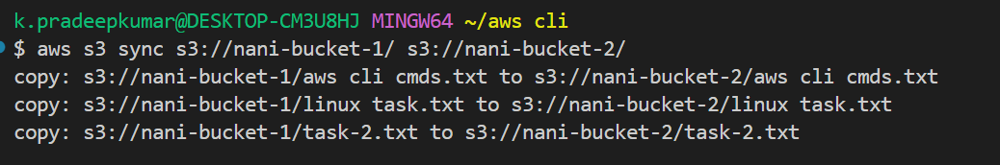 k.pradeepkumar@DESKTOP-CM3U8HJ MINGW64 ~/aws cli
$ aws s3 sync s3://nani-bucket-1/ s3://nani-bucket-2/
copy: s3://nani-bucket-1/aws cli cmds.txt to s3://nani-bucket-2/aws cli cmds.txt
copy: s3://nani-bucket-1/linux task.txt to s3://nani-bucket-2/linux task.txt
copy: s3://nani-bucket-1/task-2.txt to s3://nani-bucket-2/task-2.txt